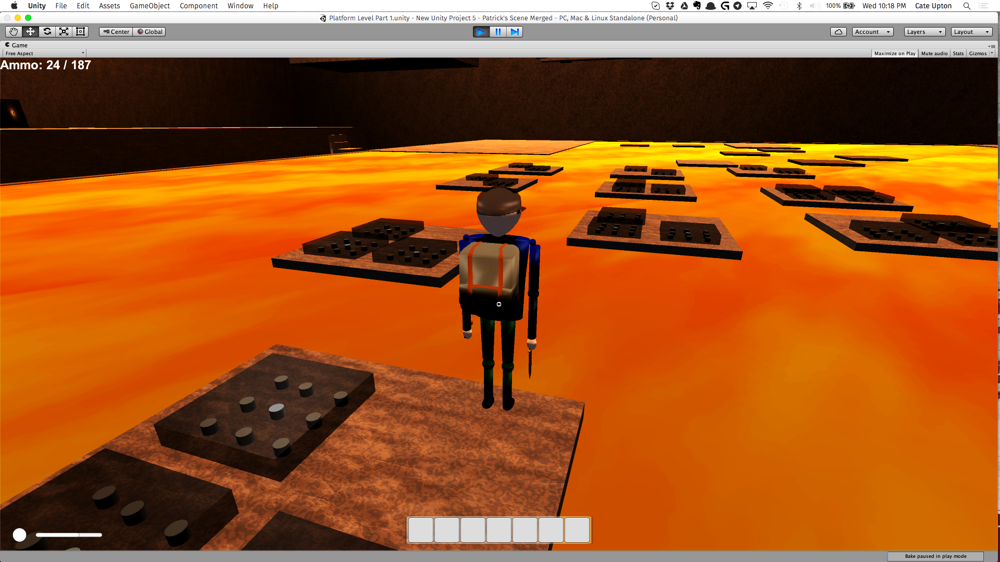 Unity File Edit Assets GameObject Component Window Help 100% Wed 10:18 PM Cate Upton
Platform Level Part 1.unity - New Unity Project 5 - Patrick's Scene Merged - PC, Mac & Linux Standalone (Personal)
Center Global Account Layers Layout
Game
Free Aspect Maximize on Play Mute audio Stats Gizmos
Ammo: 24 / 187
Bake paused in play mode